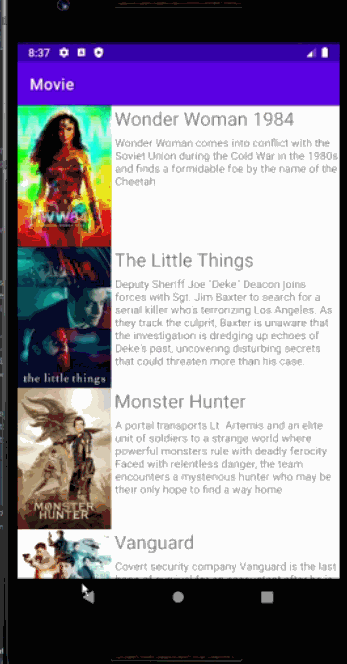 8:37
Movie
Wonder Woman 1984
Wonder Woman comes into conflict with the
Soviet Union during the Cold War in the 1980s
and finds a formidable foe by the name of the
Cheetah
WW84
The Little Things
Deputy Sheriff Joe "Deke" Deacon joins
forces with Sgt. Jim Baxter to search for a
serial killer who's terrorizing Los Angeles. As
they track the culprit, Baxter is unaware that
the investigation is dredging up echoes of
Deke's past, uncovering disturbing secrets
that could threaten more than his case.
the little things
Monster Hunter
A portal transports Lt. Artemis and an elite
unit of soldiers to a strange world where
powerful monsters rule with deadly ferocity
Faced with relentless danger, the team
encounters a mysterious hunter who may be
their only hope to find a way home
MONSTER
HUNTER
Vanguard
Covert security company Vanguard is the last